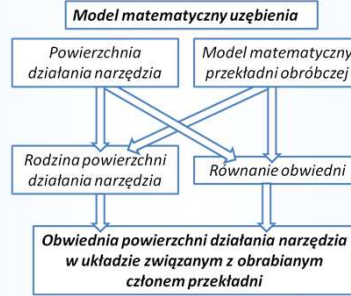 Model matematyczny uzębienia
Powierzchnia
działania narzędzia
Model matematyczny
przekładni obróbczej
Rodzina powierzchni
działania narzędzia
Równanie obwiedni
Obwiednia powierzchni działania narzędzia
w układzie związanym z obrabianym
członem przekładni